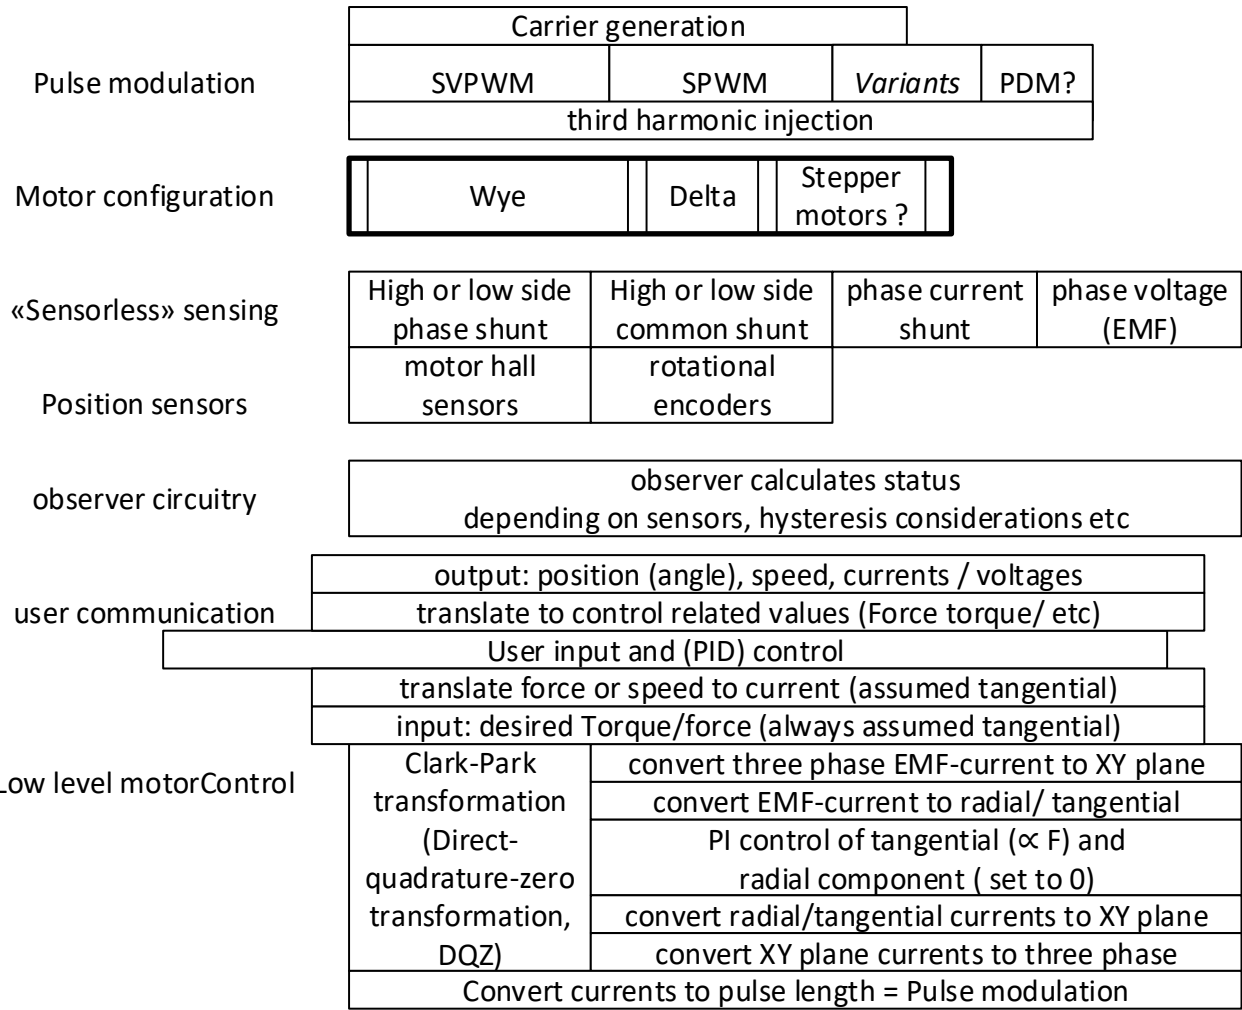 Carrier generation
Pulse modulation
SVPWM
SPWM
Variants
PDM?
third harmonic injection
Motor configuration
Wye
Delta
Stepper
motors ?
«Sensorless» sensing
High or low side
phase shunt
High or low side
common shunt
phase current
shunt
phase voltage
(EMF)
Position sensors
motor hall
sensors
rotational
encoders
observer circuitry
observer calculates status
depending on sensors, hysteresis considerations etc
user communication
output: position (angle), speed, currents / voltages
translate to control related values (Force torque/ etc)
User input and (PID) control
translate force or speed to current (assumed tangential)
input: desired Torque/force (always assumed tangential)
Low level motorControl
Clark-Park
transformation
(Direct-
quadrature-zero
transformation,
DQZ)
convert three phase EMF-current to XY plane
convert EMF-current to radial/ tangential
PI control of tangential (∝ F) and
radial component ( set to 0)
convert radial/tangential currents to XY plane
convert XY plane currents to three phase
Convert currents to pulse length = Pulse modulation